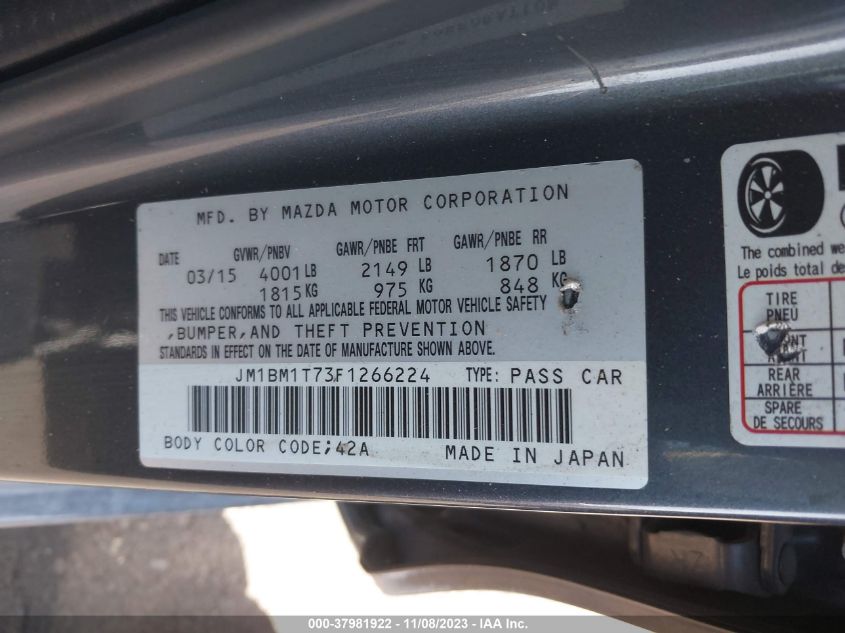 MFD. BY MAZDA MOTOR CORPORATION
DATE GVWR/PNBV GAWR/PNBE FRT GAWR/PNBE RR
03/15 4001 LB 2149 LB 1870 LB
1815 KG 975 KG 848 KG
THIS VEHICLE CONFORMS TO ALL APPLICABLE FEDERAL MOTOR VEHICLE SAFETY
,BUMPER,AND THEFT PREVENTION
STANDARDS IN EFFECT ON THE DATE OF MANUFACTURE SHOWN ABOVE.
JM1BM1T73F1266224 TYPE: PASS CAR
BODY COLOR CODE;42A MADE IN JAPAN
The combined we
Le poids total de
TIRE
PNEU
REAR
ARRIÈRE
SPARE
DE SECOURS
000-37981922 - 11/08/2023 - IAA Inc.